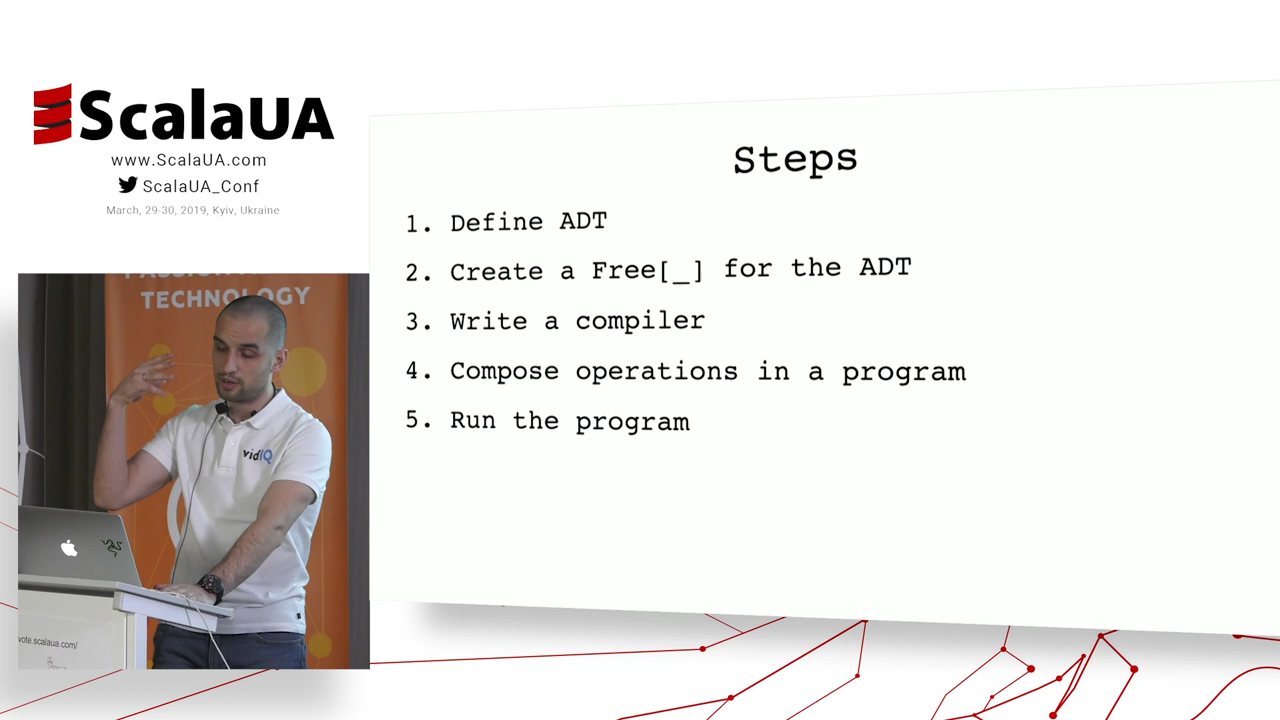 ScalaUA
www.ScalaUA.com
ScalaUA_Conf
March, 29-30, 2019, Kyiv, Ukraine
TECHNOLOGY
vidIQ
vote.scalaua.com/
Steps
1. Define ADT
2. Create a Free[_] for the ADT
3. Write a compiler
4. Compose operations in a program
5. Run the program